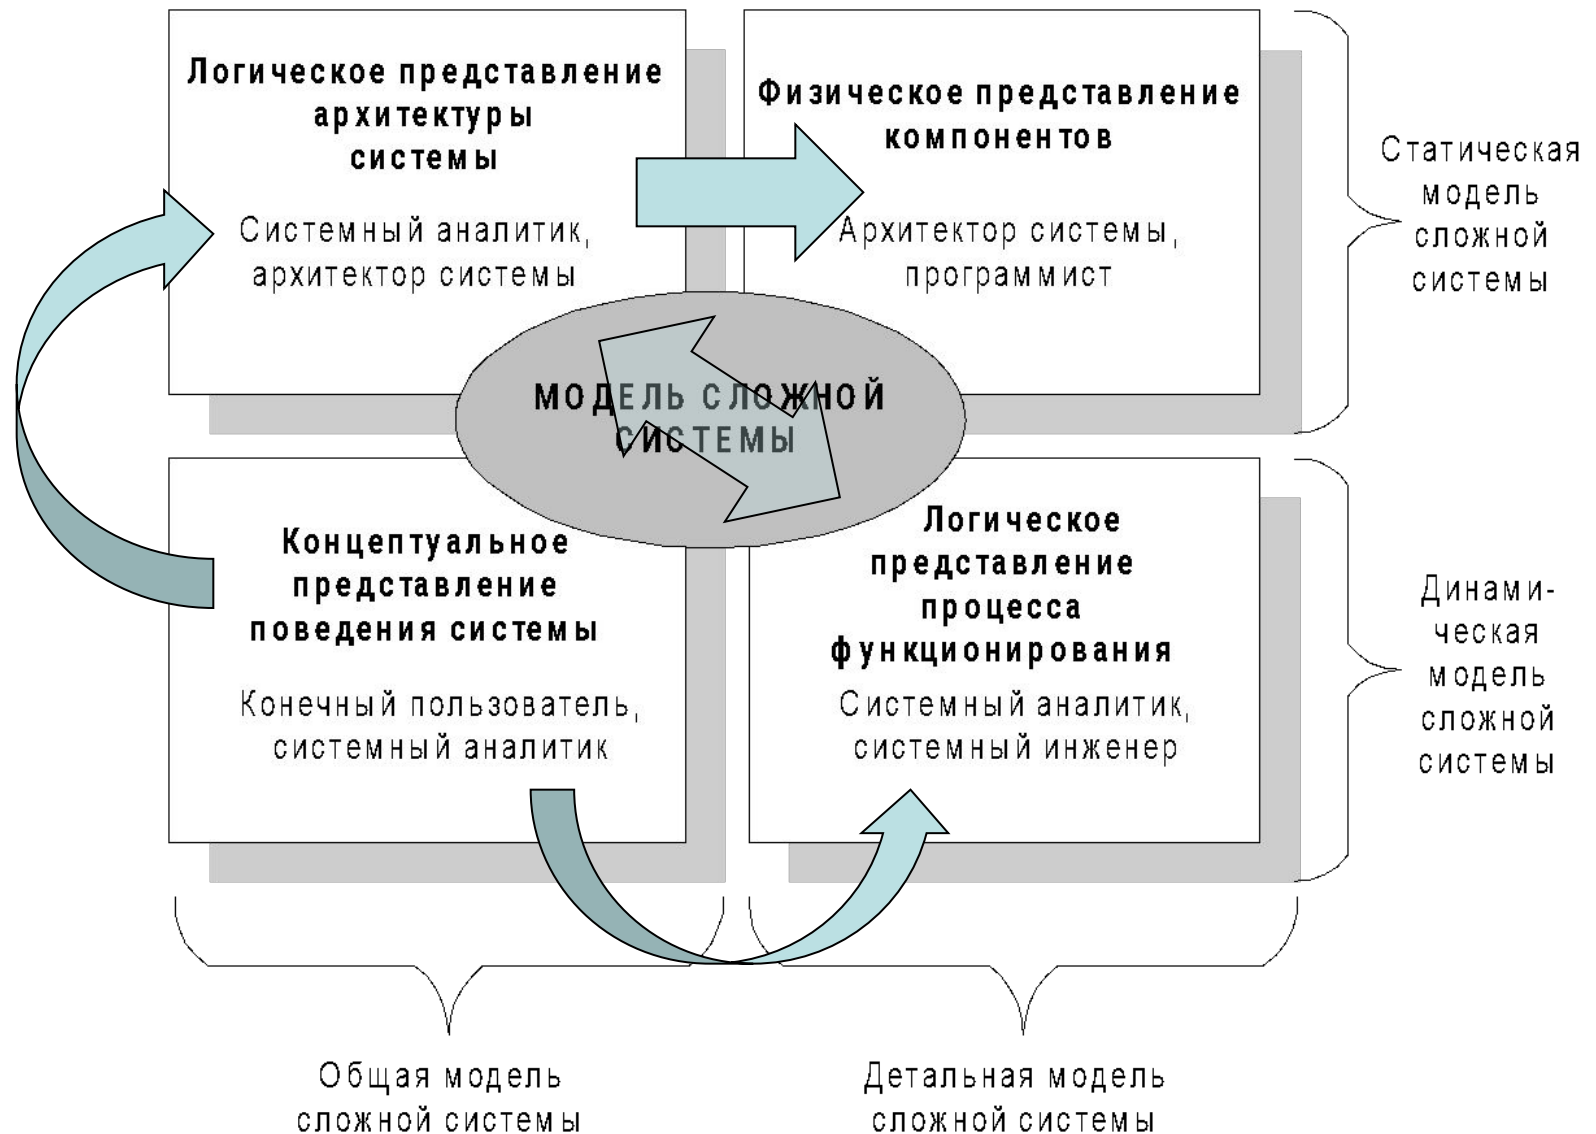 Логическое представление
архитектуры
системы
Системный аналитик,
архитектор системы
Физическое представление
компонентов
Архитектор системы,
программист
Статическая
модель
сложной
системы
МОДЕЛЬ СЛОЖНОЙ
СИСТЕМЫ
Концептуальное
представление
поведения системы
Конечный пользователь,
системный аналитик
Логическое
представление
процесса
функционирования
Системный аналитик,
системный инженер
Динами-
ческая
модель
сложной
системы
Общая модель
сложной системы
Детальная модель
сложной системы